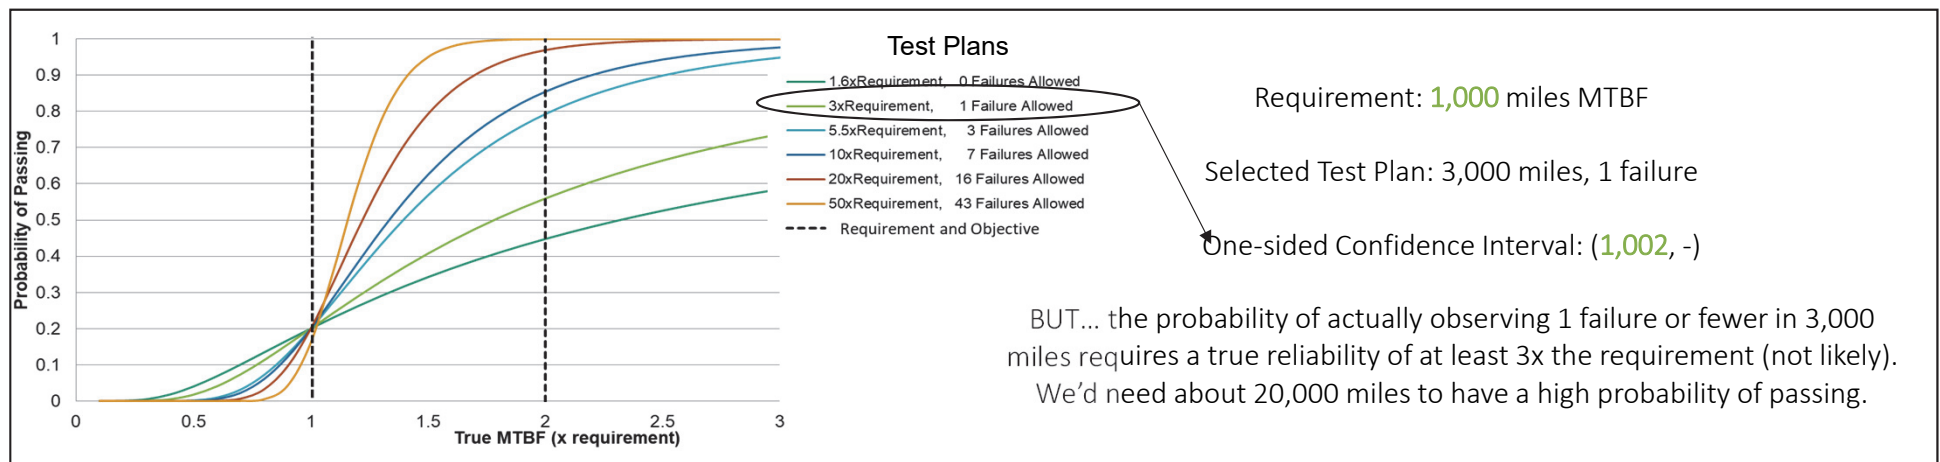 Test Plans
1.6xRequirement, 0 Failures Allowed
3xRequirement, 1 Failure Allowed
5.5xRequirement, 3 Failures Allowed
10xRequirement, 7 Failures Allowed
20xRequirement, 16 Failures Allowed
50xRequirement, 43 Failures Allowed
Requirement and Objective
Probability of Passing
1
0.9
0.8
0.7
0.6
0.5
0.4
0.3
0.2
0.1
0
0 0.5 1 1.5 2 2.5 3
True MTBF (x requirement)
Requirement: 1,000 miles MTBF
Selected Test Plan: 3,000 miles, 1 failure
One-sided Confidence Interval: (1,002, -)
BUT... the probability of actually observing 1 failure or fewer in 3,000
miles requires a true reliability of at least 3x the requirement (not likely).
We'd need about 20,000 miles to have a high probability of passing.